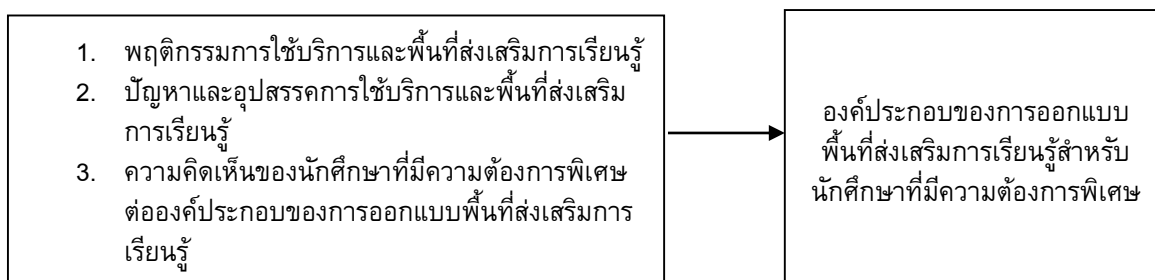 1. พฤติกรรมการใช้บริการและพื้นที่ส่งเสริมการเรียนรู้
2. ปัญหาและอุปสรรคการใช้บริการและพื้นที่ส่งเสริม
การเรียนรู้
3. ความคิดเห็นของนักศึกษาที่มีความต้องการพิเศษ
ต่อองค์ประกอบของการออกแบบพื้นที่ส่งเสริมการ
เรียนรู้
องค์ประกอบของการออกแบบ
พื้นที่ส่งเสริมการเรียนรู้สำหรับ
นักศึกษาที่มีความต้องการพิเศษ